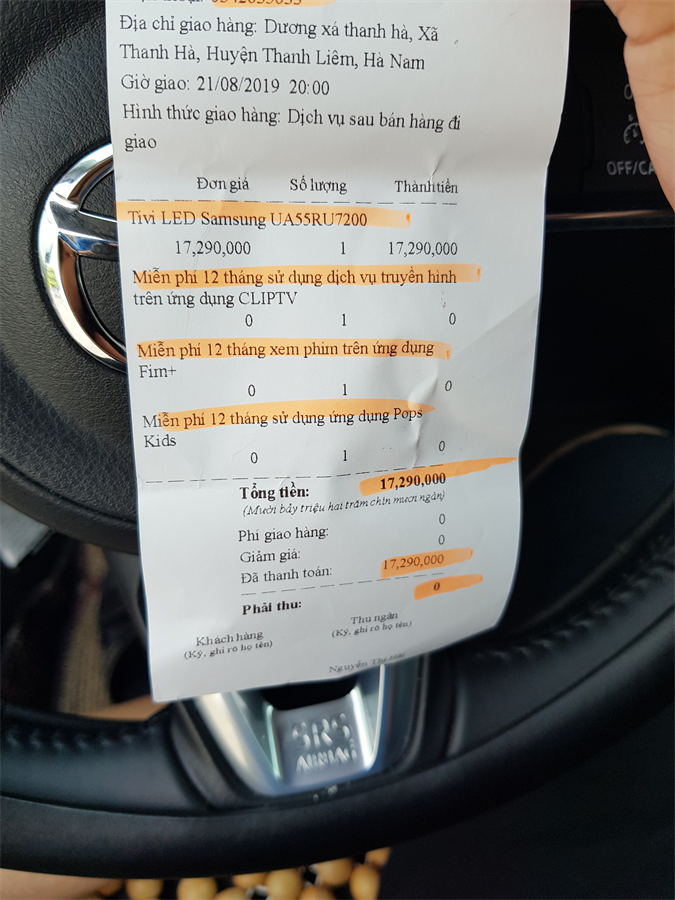 Địa chỉ giao hàng: Dương xá thanh hà, Xã
Thanh Hà, Huyện Thanh Liêm, Hà Nam
Giờ giao: 21/08/2019 20:00
Hình thức giao hàng: Dịch vụ sau bán hàng đi
giao
Đơn giá Số lượng Thành tiền
Tivi LED Samsung UA55RU7200
17,290,000 1 17,290,000
Miễn phí 12 tháng sử dụng dịch vụ truyền hình
trên ứng dụng CLIPTV
0 1 0
Miễn phí 12 tháng xem phim trên ứng dụng
Fim+
0 1 0
Miễn phí 12 tháng sử dụng ứng dụng Pops
Kids
0 1 0
Tổng tiền: 17,290,000
(Mười bảy triệu hai trăm chín mươi ngàn)
Phí giao hàng: 0
Giảm giá: 0
Đã thanh toán: 17,290,000
Phải thu: 0
Khách hàng Thu ngân
(Ký, ghi rõ họ tên) (Ký, ghi rõ họ tên)
Nguyễn
OFF/CA
SRS
AIRBAG